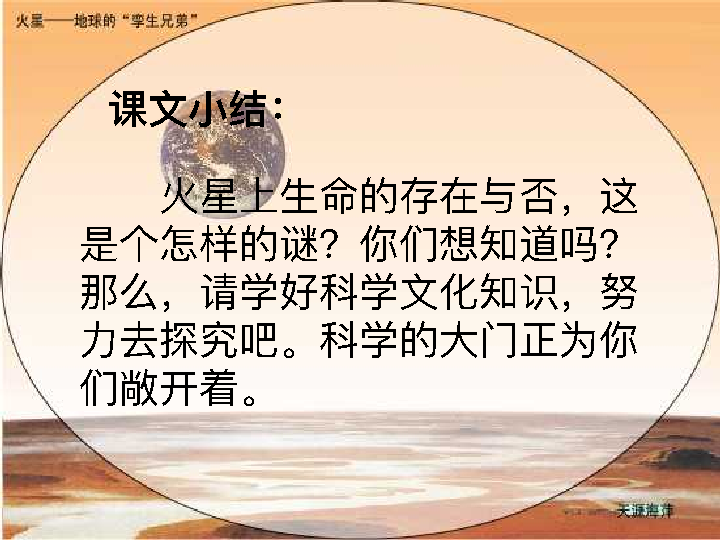 火星——地球的“孪生兄弟”
课文小结：
火星上生命的存在与否，这
是个怎样的谜？你们想知道吗？
那么，请学好科学文化知识，努
力去探究吧。科学的大门正为你
们敞开着。
天涯海井